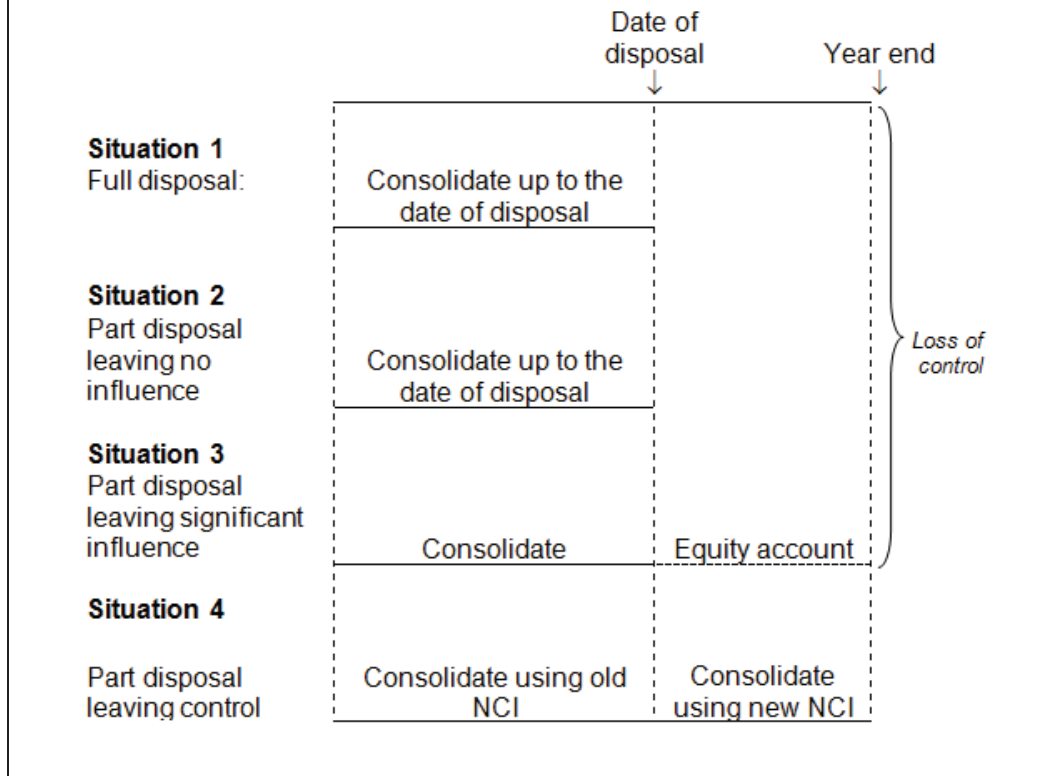 Date of
disposal
Year end
Situation 1
Full disposal:
Consolidate up to the
date of disposal
Situation 2
Part disposal
leaving no
influence
Consolidate up to the
date of disposal
Loss of
control
Situation 3
Part disposal
leaving significant
influence
Consolidate
Equity account
Situation 4
Part disposal
leaving control
Consolidate using old
NCI
Consolidate
using new NCI